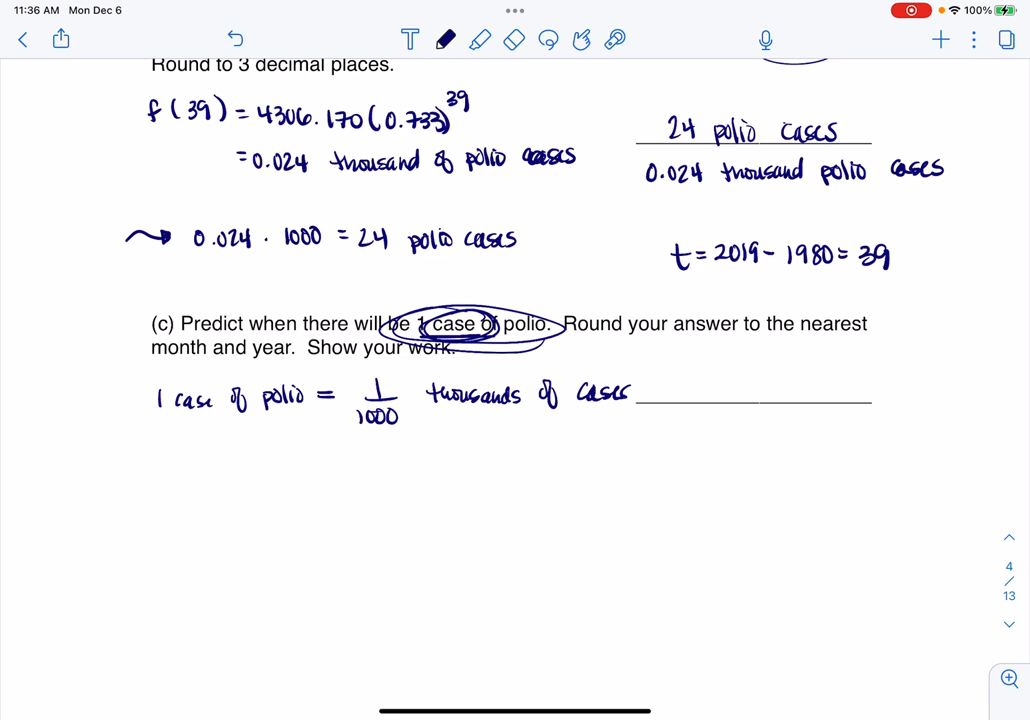 11:36 AM Mon Dec 6
100%
T
Round to 3 decimal places.
f(39) = 4306.170(0.733)^39
= 0.024 thousand of polio cases
24 polio cases
0.024 thousand polio cases
0.024 · 1000 = 24 polio cases
t = 2019 - 1980 = 39
(c) Predict when there will be 1 case of polio. Round your answer to the nearest
month and year. Show your work.
1 case of polio = 1/1000 thousands of cases
4
/
13